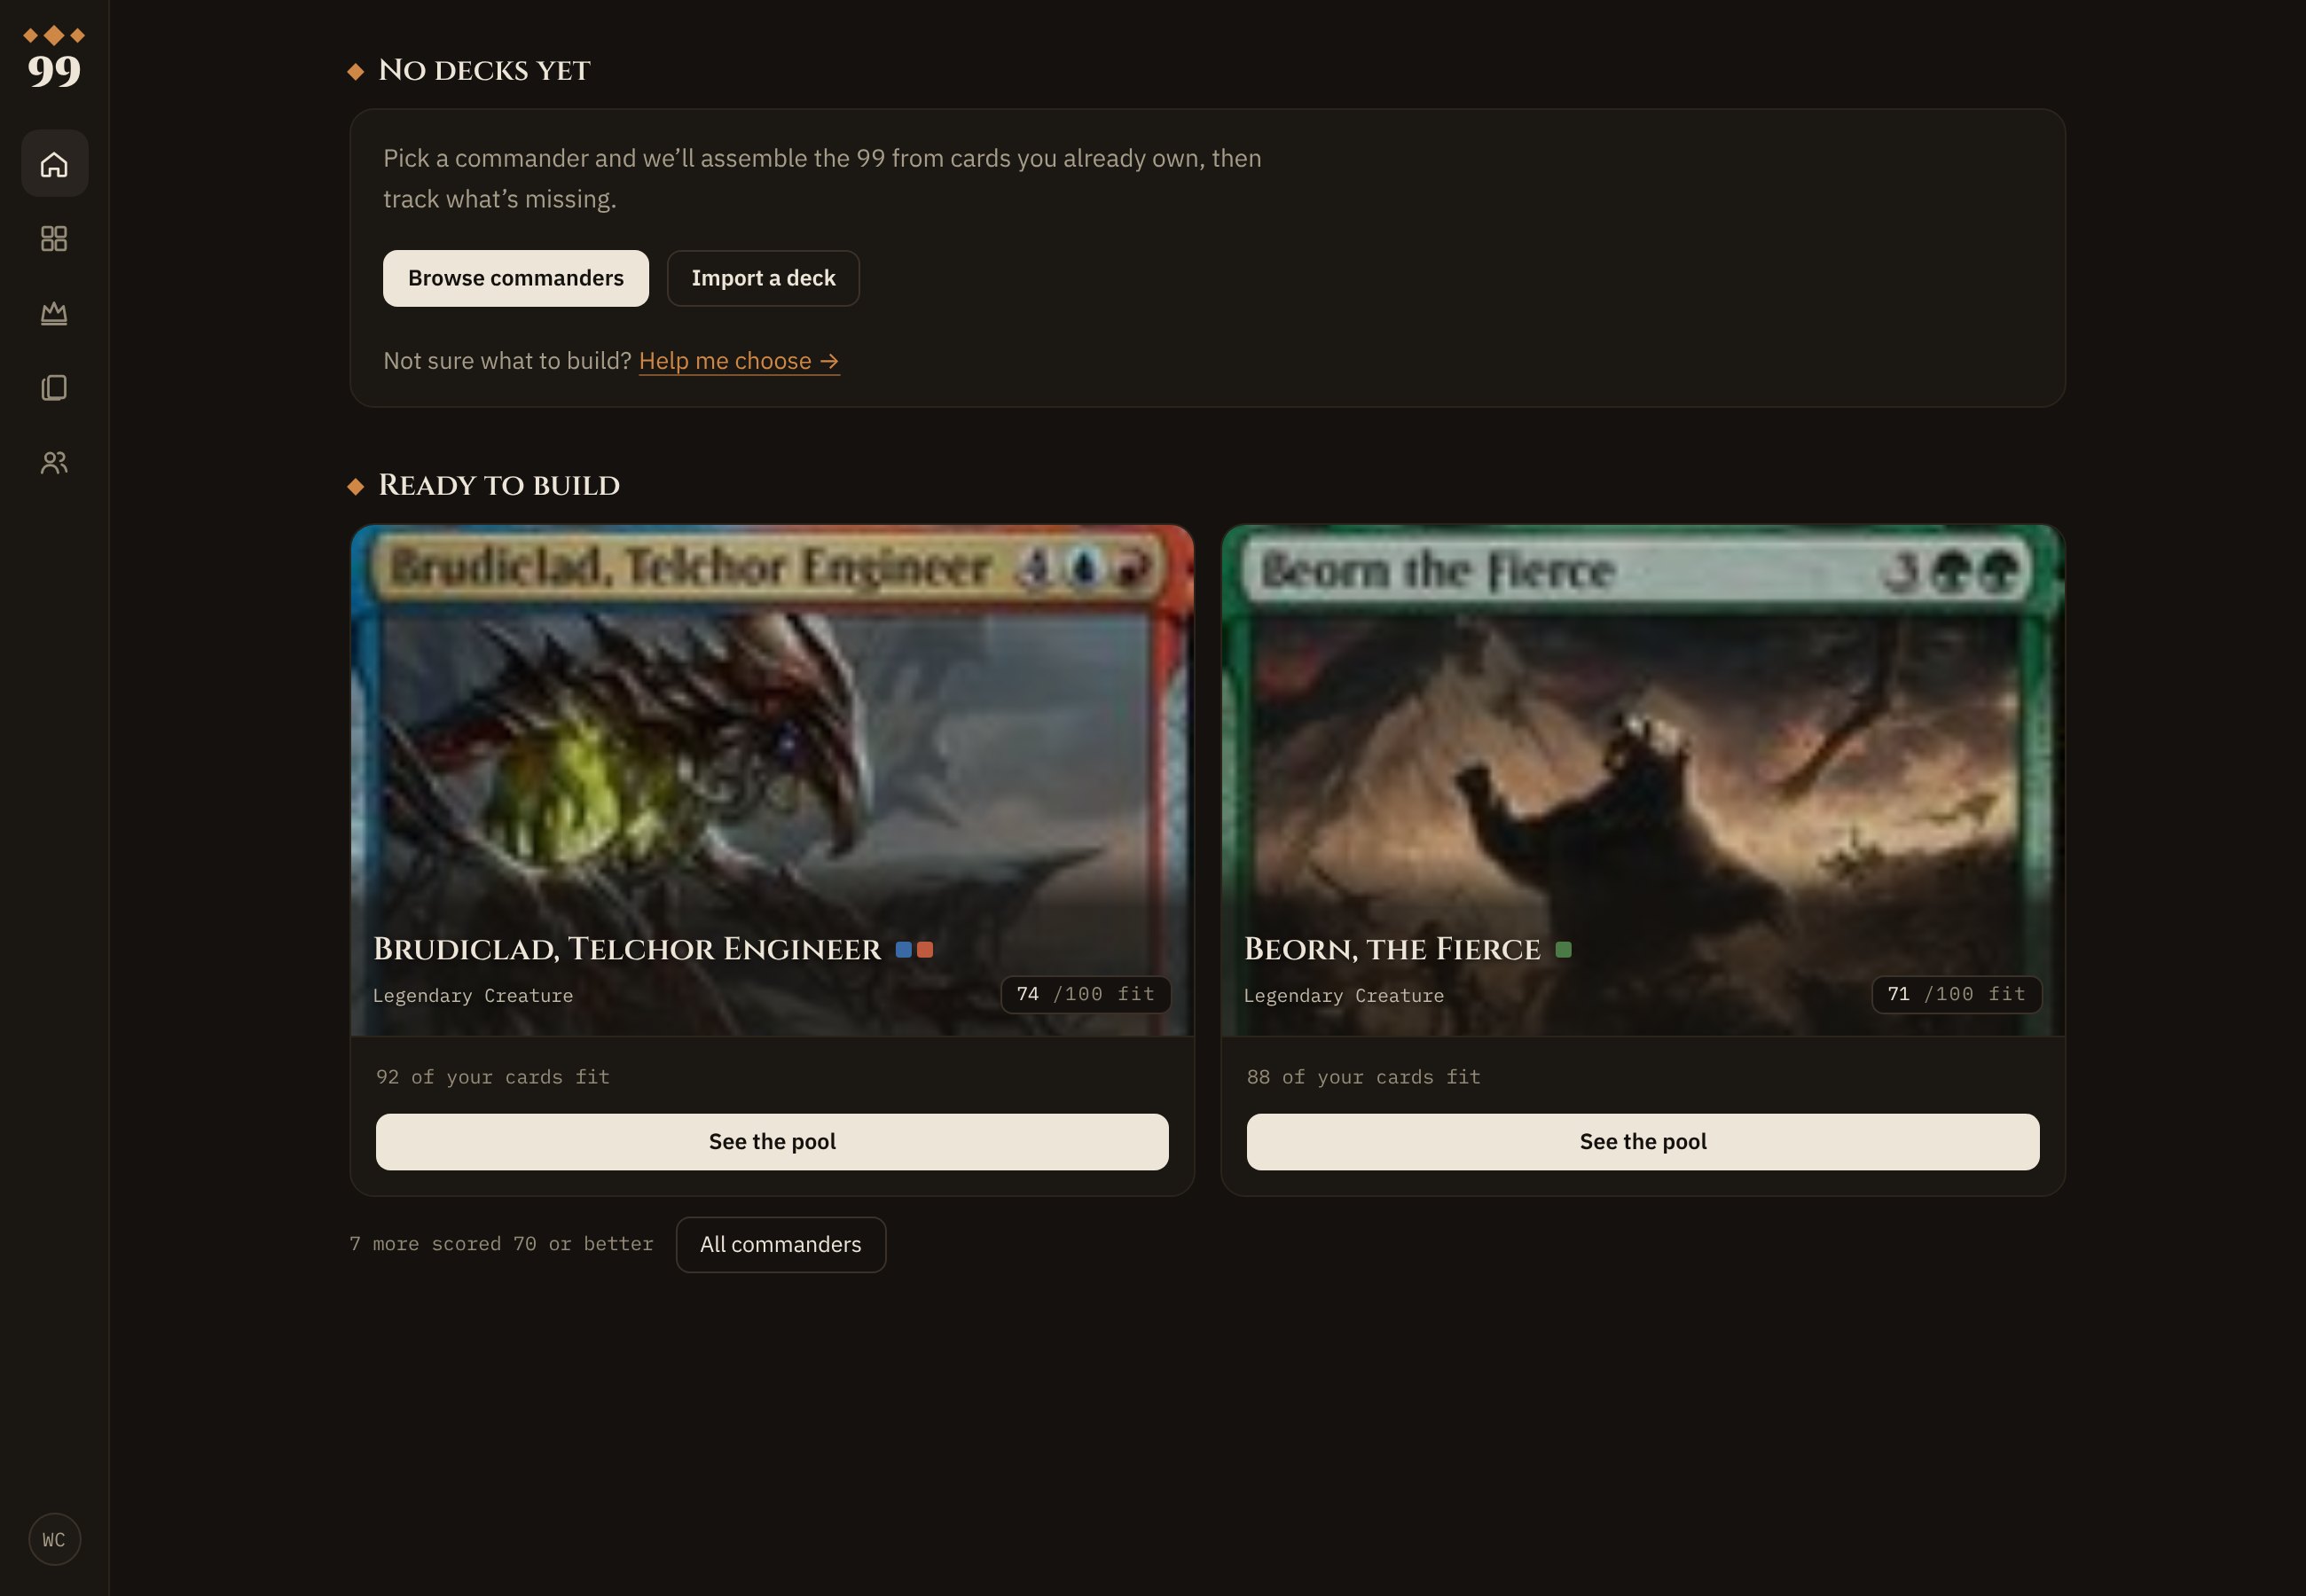 99
No decks yet
Pick a commander and we’ll assemble the 99 from cards you already own, then
track what’s missing.
Browse commanders
Import a deck
Not sure what to build? Help me choose →
Ready to build
Brudiclad, Telchor Engineer 4
Brudiclad, Telchor Engineer
Legendary Creature
74 /100 fit
92 of your cards fit
See the pool
Beorn the Fierce 3
Beorn, the Fierce
Legendary Creature
71 /100 fit
88 of your cards fit
See the pool
7 more scored 70 or better
All commanders
WC